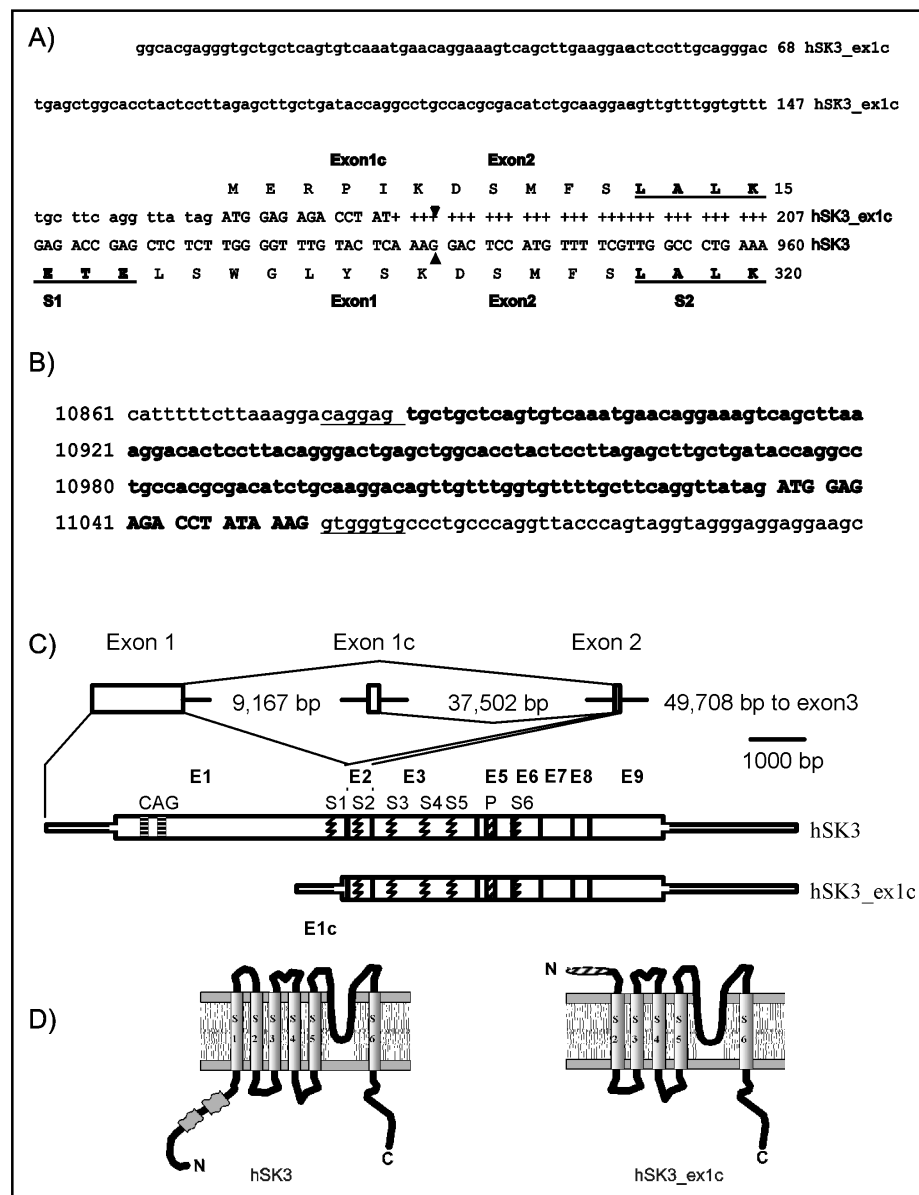 A)
ggcacgagggtgctgctcagtgtcaaatgaacaggaaagtcagcttgaaggaactccttgcagggac 68 hSK3_ex1c
tgagctggcacctactccttagagcttgctgataccaggcctgccacgcgacatctgcaaggaagttgtttggtgttt 147 hSK3_ex1c
Exon1c Exon2
M E R P I K D S M F S L A L K 15
tgc ttc agg tta tag ATG GAG AGA CCT AT+ +++ +++ +++ +++ +++ +++ +++ +++ +++ 207 hSK3_ex1c
GAG ACC GAG CTC TCT TGG GGT TTG TAC TCA AAG GAC TCC ATG TTT TCG TTG GCC CTG AAA 960 hSK3
E T E L S W G L Y S K D S M F S L A L K 320
S1 Exon1 Exon2 S2
B)
10861 catttttcttaaaggacaggag tgctgctcagtgtcaaatgaacaggaaagtcagcttaa
10921 aggacactccttacagggactgagctggcacctactccttagagcttgctgataccaggcc
10980 tgccacgcgacatctgcaaggacagttgtttggtgttttgcttcaggttatag ATG GAG
11041 AGA CCT ATA AAG gtgggtgccctgcccaggttacccagtaggtagggaggaggaagc
C)
Exon 1 Exon 1c Exon 2
9,167 bp 37,502 bp 49,708 bp to exon3
1000 bp
E1 E2 E3 E5 E6 E7 E8 E9
CAG S1 S2 S3 S4 S5 P S6
hSK3
hSK3_ex1c
E1c
D)
N
S1 S2 S3 S4 S5 S6
S2 S3 S4 S5 S6
N C
C
hSK3 hSK3_ex1c